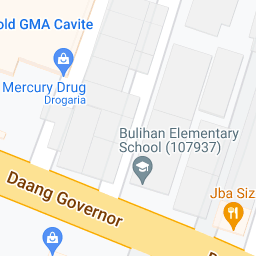 old GMA Cavite
Mercury Drug
Drogaria
Bulihan Elementary
School (107937)
Jba Siz
Daang Governor